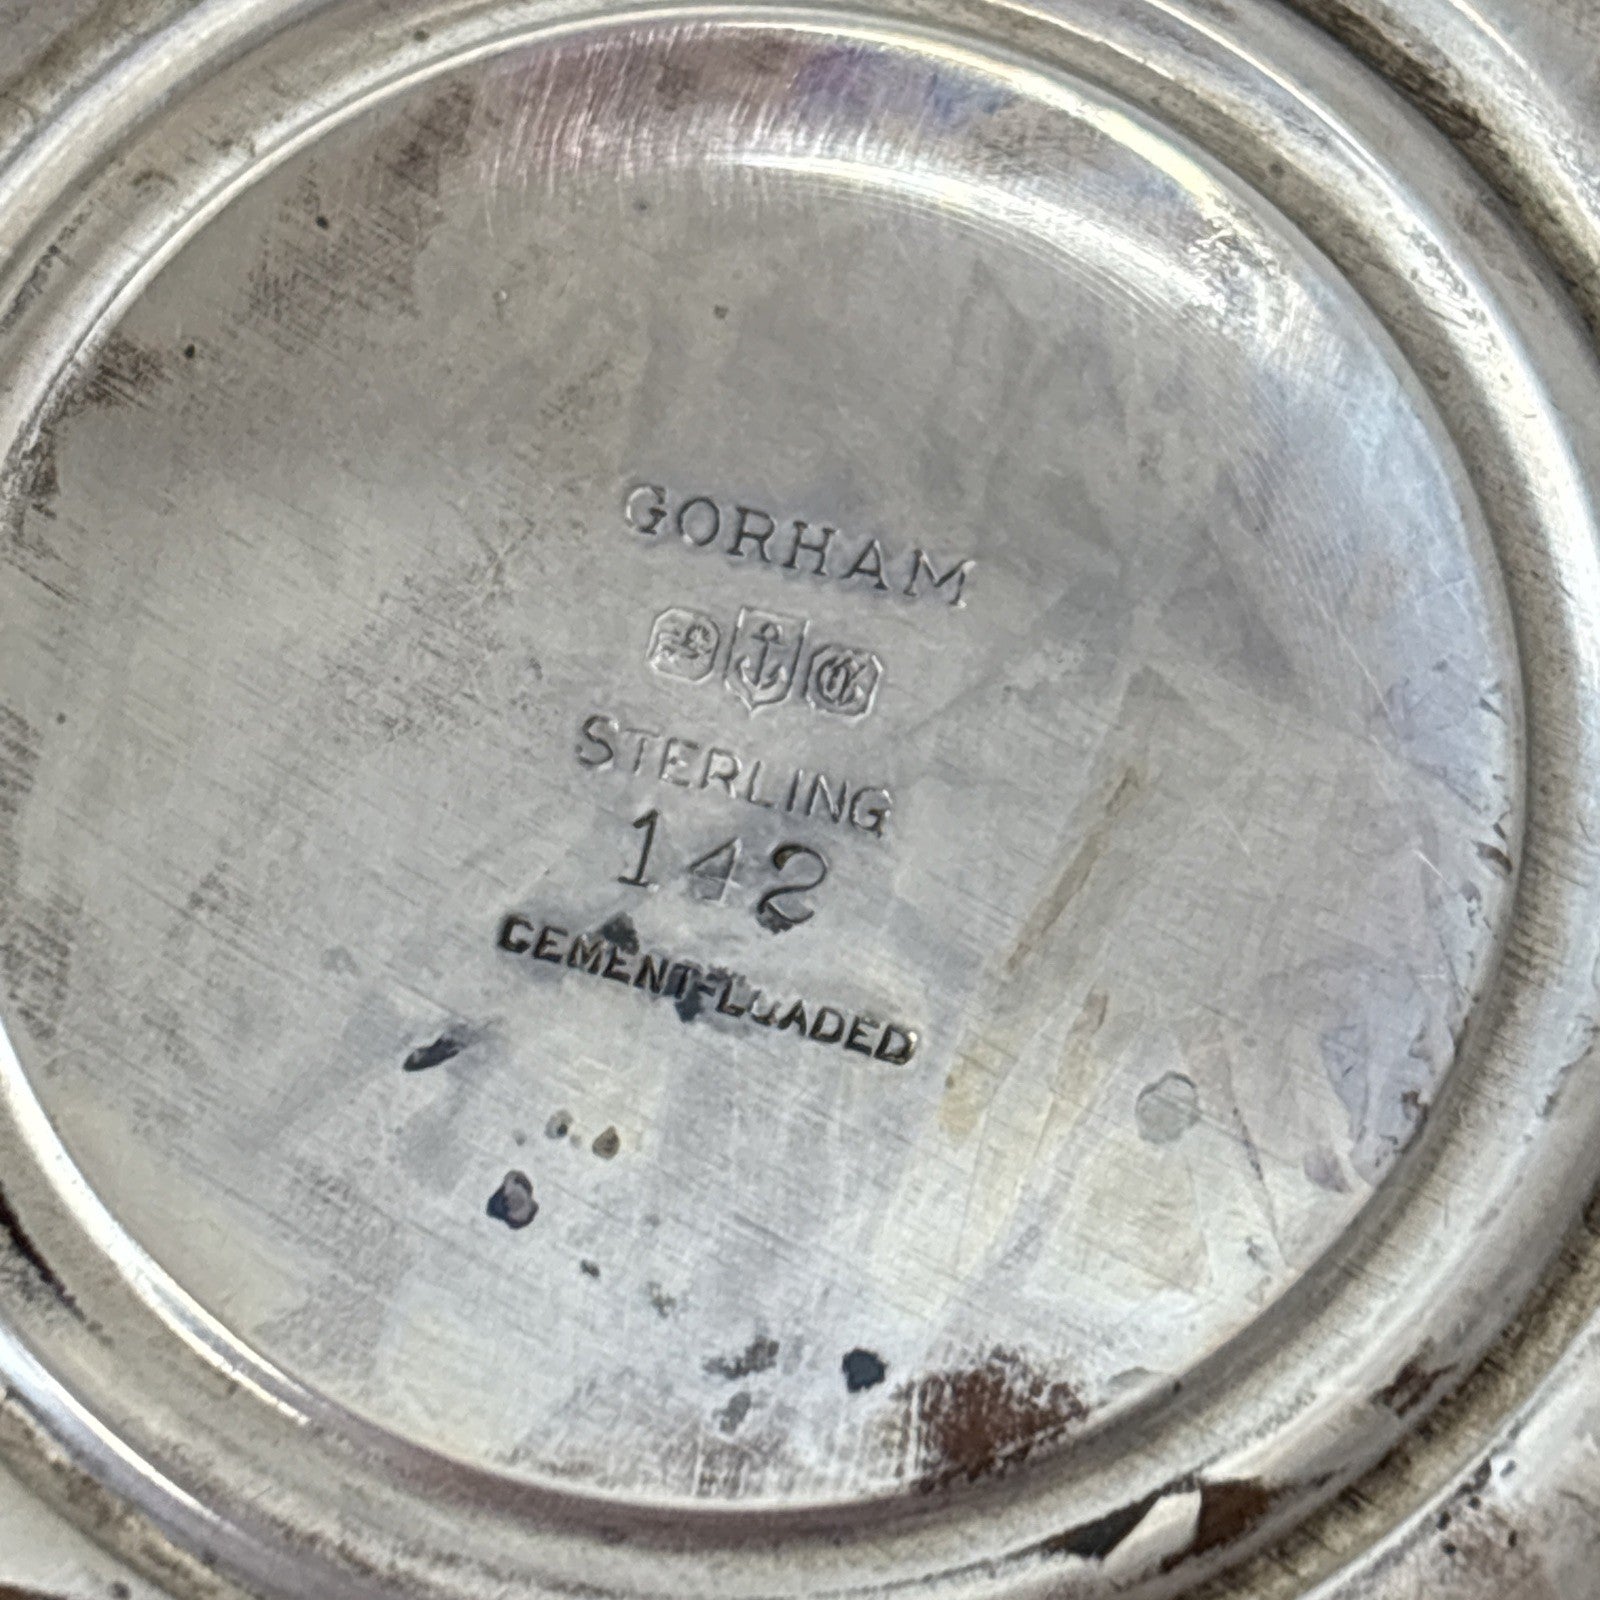 GORHAM
STERLING
142
CEMENT-LOADED